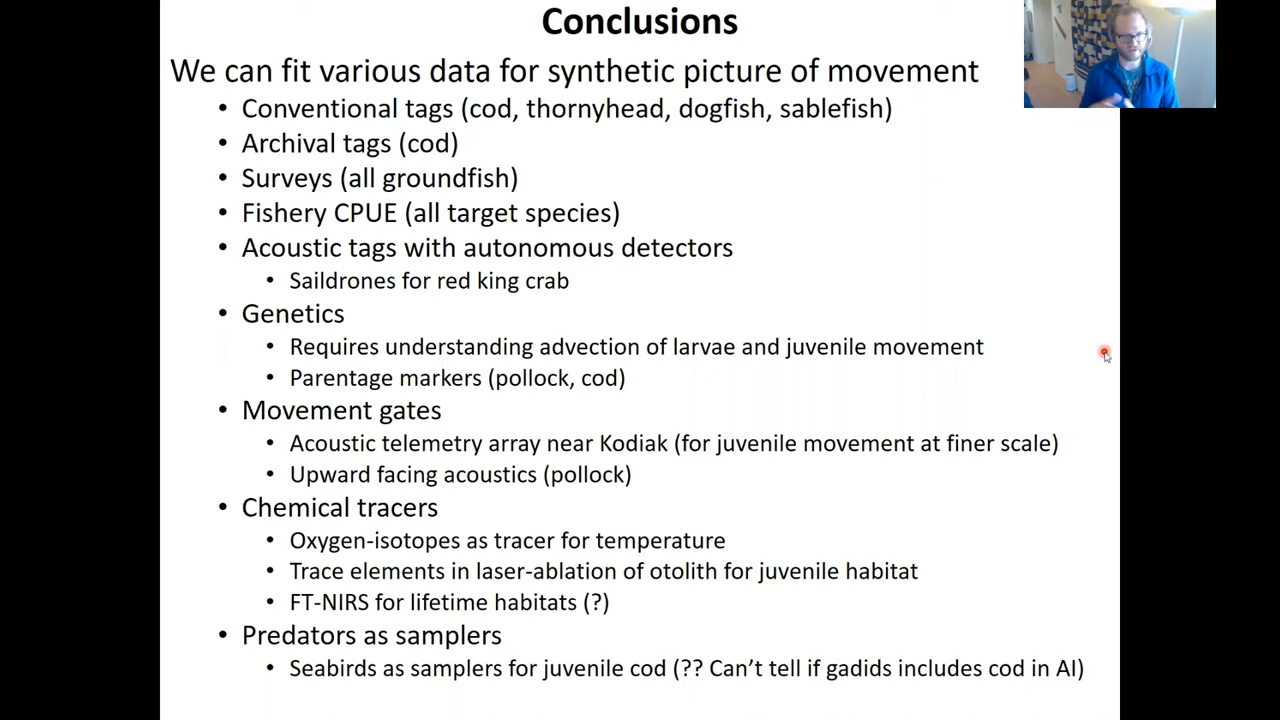 Conclusions
We can fit various data for synthetic picture of movement
• Conventional tags (cod, thornyhead, dogfish, sablefish)
• Archival tags (cod)
• Surveys (all groundfish)
• Fishery CPUE (all target species)
• Acoustic tags with autonomous detectors
• Saildrones for red king crab
• Genetics
• Requires understanding advection of larvae and juvenile movement
• Parentage markers (pollock, cod)
• Movement gates
• Acoustic telemetry array near Kodiak (for juvenile movement at finer scale)
• Upward facing acoustics (pollock)
• Chemical tracers
• Oxygen-isotopes as tracer for temperature
• Trace elements in laser-ablation of otolith for juvenile habitat
• FT-NIRS for lifetime habitats (?)
• Predators as samplers
• Seabirds as samplers for juvenile cod (?? Can't tell if gadids includes cod in AI)